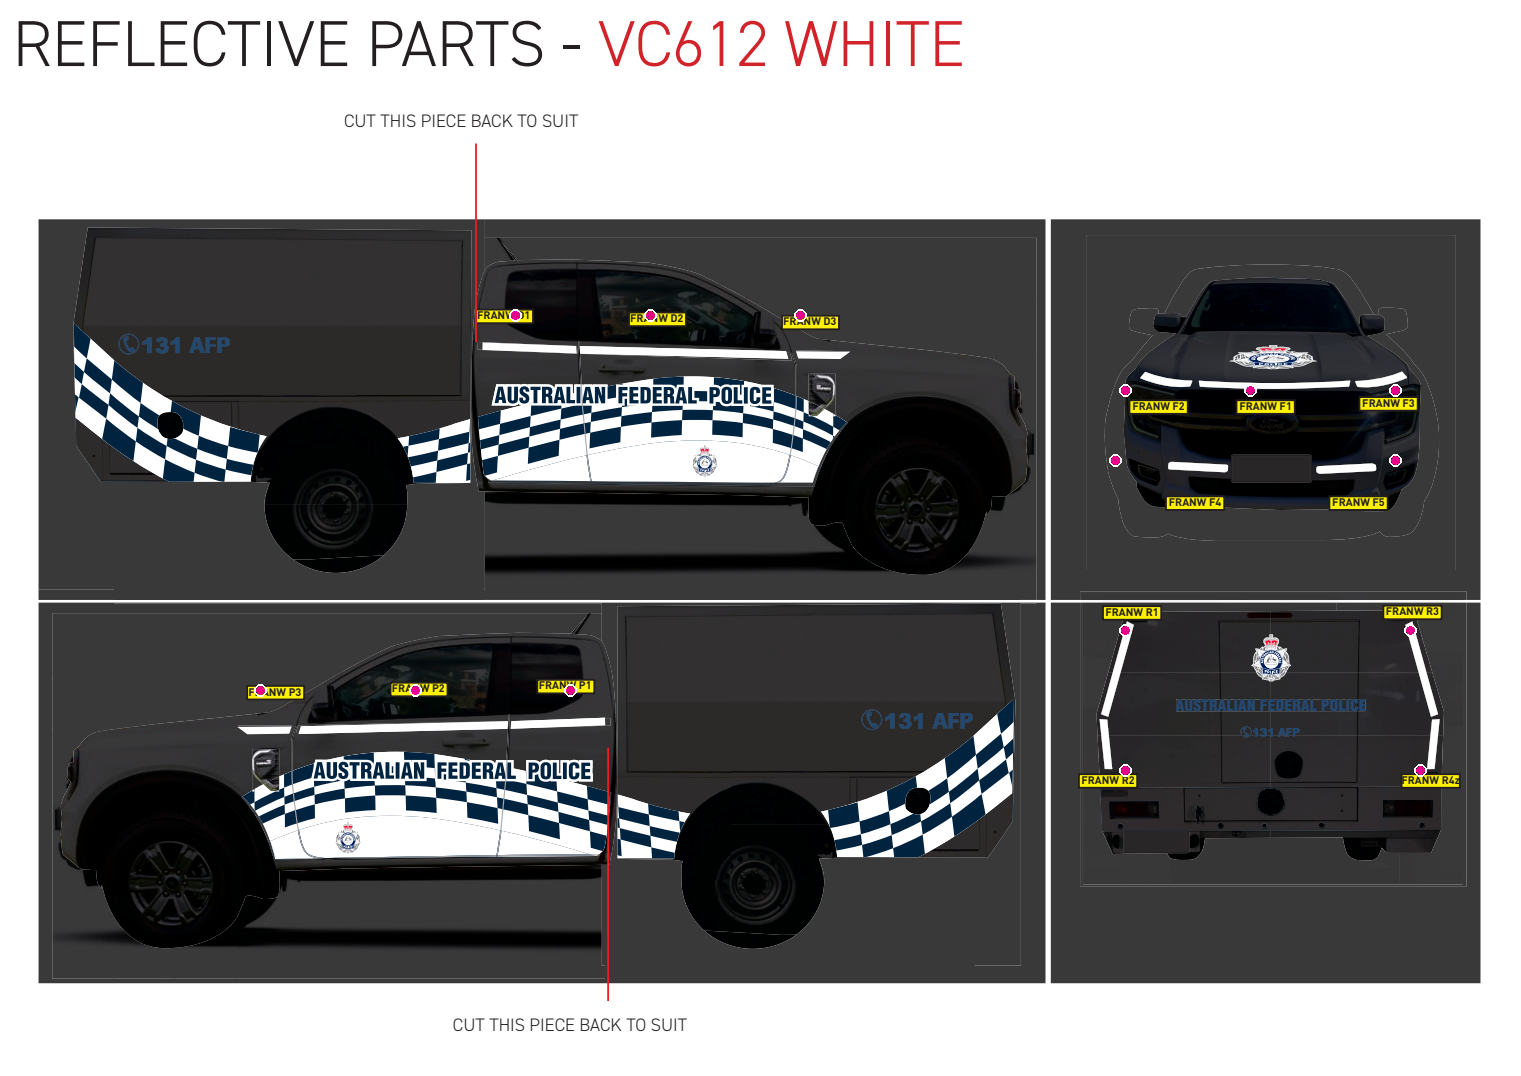 REFLECTIVE PARTS - VC612 WHITE
CUT THIS PIECE BACK TO SUIT
FRANW D1
FRANW D2
FRANW D3
131 AFP
AUSTRALIAN FEDERAL POLICE
FRANW F2
FRANW F1
FRANW F3
FRANW F4
FRANW F5
FRANW P3
FRANW P2
FRANW P1
131 AFP
AUSTRALIAN FEDERAL POLICE
FRANW R1
FRANW R3
AUSTRALIAN FEDERAL POLICE
131 AFP
FRANW R2
FRANW R4z
CUT THIS PIECE BACK TO SUIT